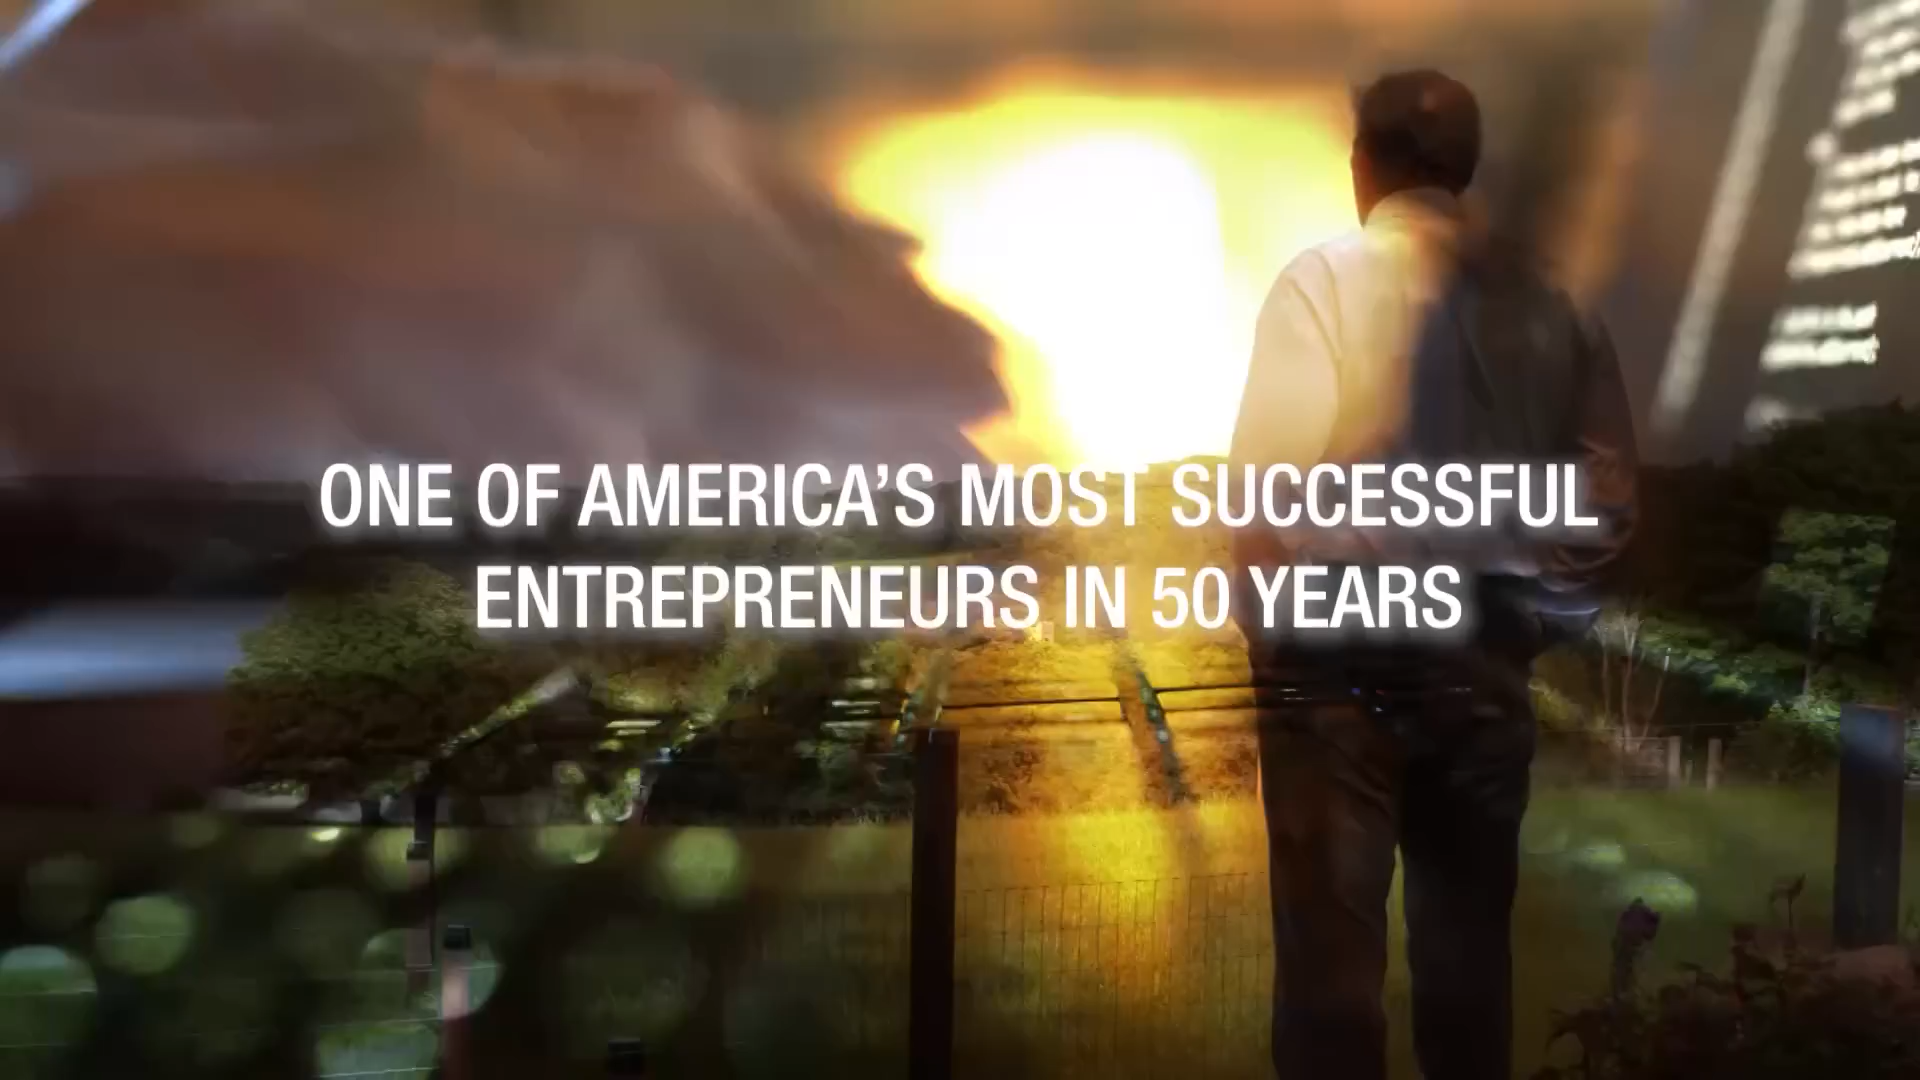 ONE OF AMERICA’S MOST SUCCESSFUL
ENTREPRENEURS IN 50 YEARS